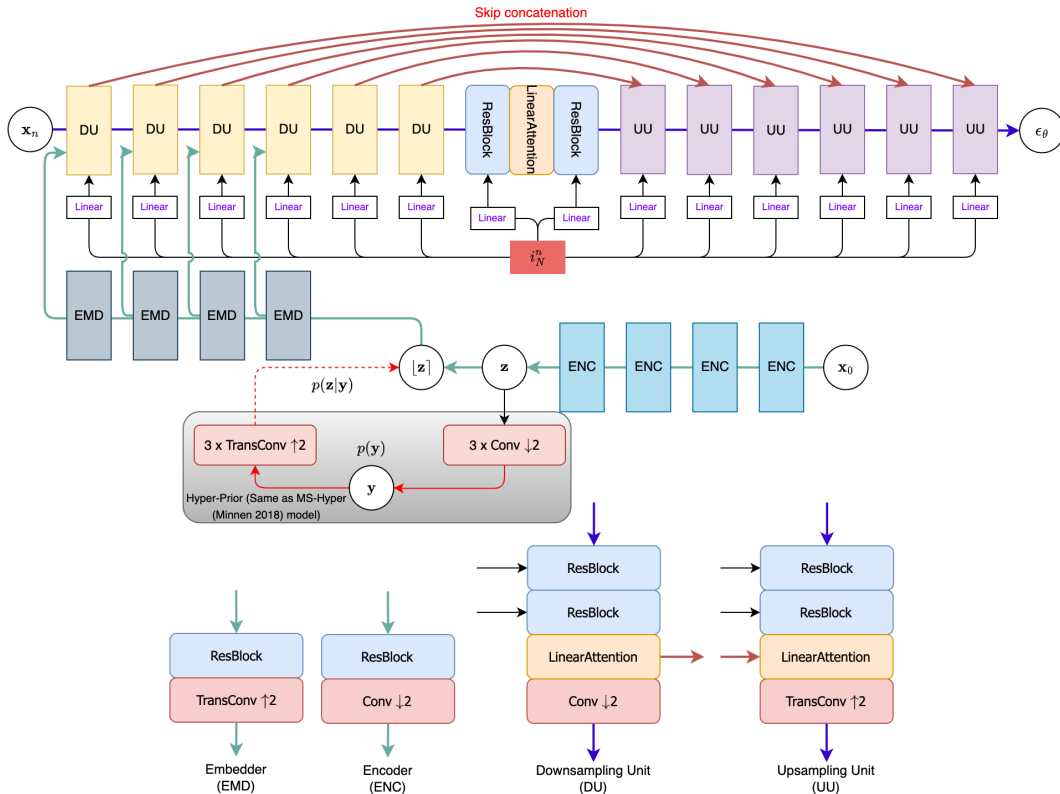 Skip concatenation
x_n
DU
DU
DU
DU
DU
DU
ResBlock
LinearAttention
ResBlock
UU
UU
UU
UU
UU
UU
ϵ_θ
Linear
Linear
Linear
Linear
Linear
Linear
Linear
Linear
Linear
Linear
Linear
Linear
Linear
Linear
i_N^n
EMD
EMD
EMD
EMD
⌊z⌉
z
ENC
ENC
ENC
ENC
x_0
p(z|y)
3 x TransConv ↑2
p(y)
3 x Conv ↓2
y
Hyper-Prior (Same as MS-Hyper
(Minnen 2018) model)
ResBlock
TransConv ↑2
Embedder
(EMD)
ResBlock
Conv ↓2
Encoder
(ENC)
ResBlock
ResBlock
LinearAttention
Conv ↓2
Downsampling Unit
(DU)
ResBlock
ResBlock
LinearAttention
TransConv ↑2
Upsampling Unit
(UU)